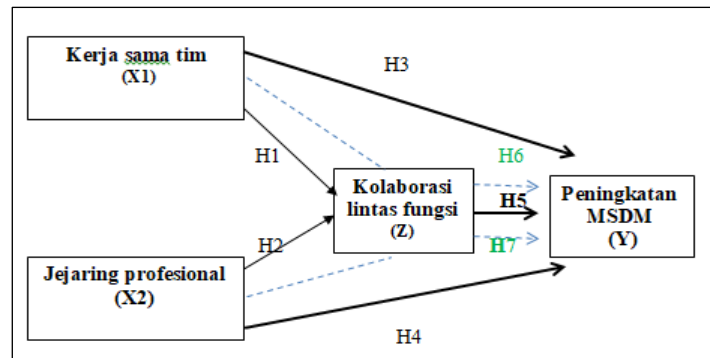 Kerja sama tim
(X1)
H3
H1
H6
Kolaborasi
lintas fungsi
(Z)
H5
Peningkatan
MSDM
(Y)
H2
H7
Jejaring profesional
(X2)
H4